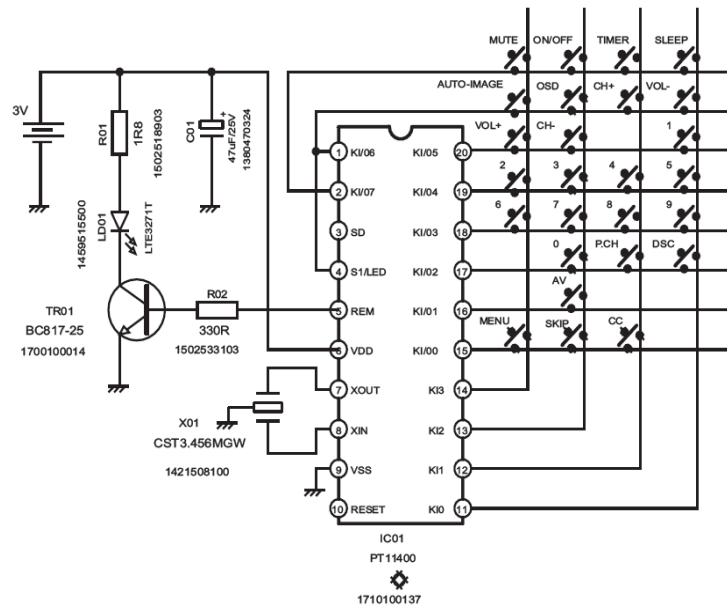 MUTE ON/OFF TIMER SLEEP
AUTO-IMAGE OSD CH+ VOL-
VOL+ CH- 1
2 3 4 5
6 7 8 9
0 P.CH DSC
AV
MENU SKIP CC
3V
R01
1R8
1502518903
C01
+
47uF/25V
1380470324
1459515500
LD01
LTE3271T
TR01
BC817-25
1700100014
R02
330R
1502533103
X01
CST3.456MGW
1421508100
1 KI/06 KI/05 20
2 KI/07 KI/04 19
3 SD KI/03 18
4 S1/LED KI/02 17
5 REM KI/01 16
6 VDD KI/00 15
7 XOUT KI3 14
8 XIN KI2 13
9 VSS KI1 12
10 RESET KI0 11
IC01
PT11400
1710100137